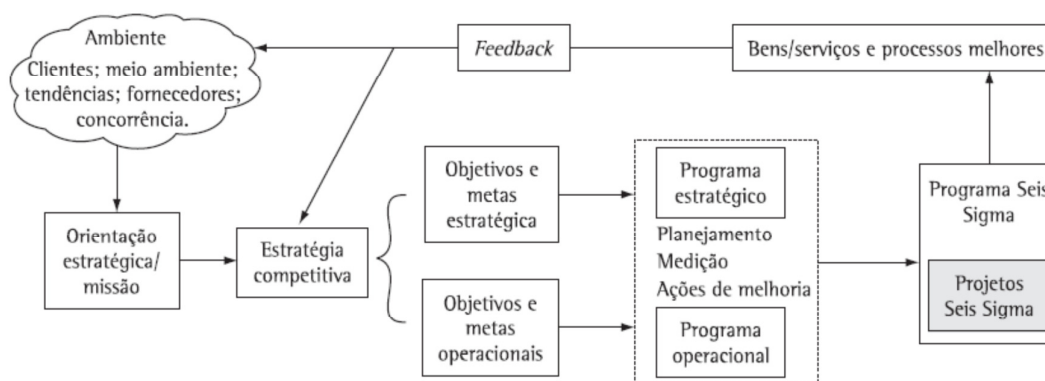 Ambiente
Clientes; meio ambiente;
tendências; fornecedores;
concorrência.
Feedback
Bens/serviços e processos melhores
Orientação
estratégica/
missão
Estratégia
competitiva
Objetivos e
metas
estratégica
Objetivos e
metas
operacionais
Programa
estratégico
Planejamento
Medição
Ações de melhoria
Programa
operacional
Programa Seis
Sigma
Projetos
Seis Sigma